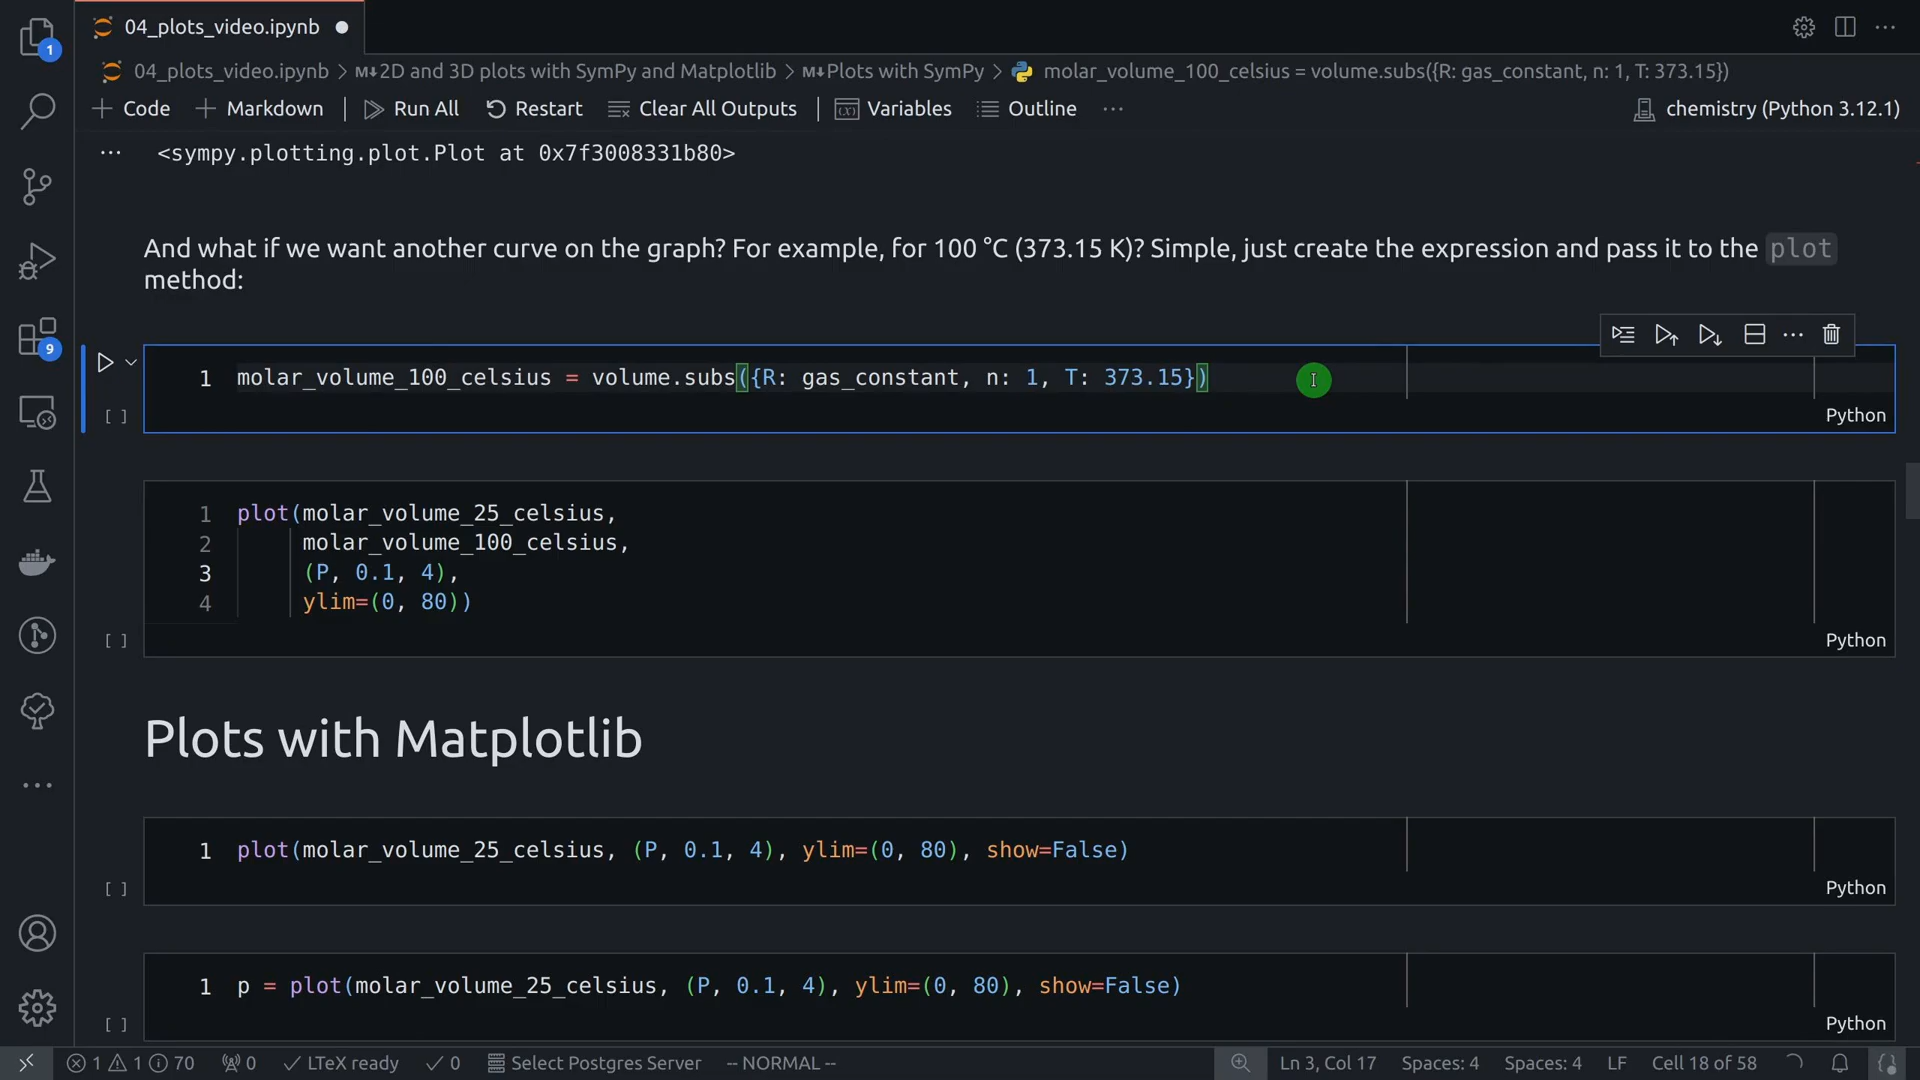 04_plots_video.ipynb
04_plots_video.ipynb > M↓2D and 3D plots with SymPy and Matplotlib > M↓Plots with SymPy > molar_volume_100_celsius = volume.subs({R: gas_constant, n: 1, T: 373.15})
+ Code + Markdown | Run All Restart Clear All Outputs | Variables Outline ··· chemistry (Python 3.12.1)
··· <sympy.plotting.plot.Plot at 0x7f3008331b80>
And what if we want another curve on the graph? For example, for 100 °C (373.15 K)? Simple, just create the expression and pass it to the plot
method:
1 molar_volume_100_celsius = volume.subs({R: gas_constant, n: 1, T: 373.15})
[ ] Python
1 plot(molar_volume_25_celsius,
2 molar_volume_100_celsius,
3 (P, 0.1, 4),
4 ylim=(0, 80))
[ ] Python
Plots with Matplotlib
1 plot(molar_volume_25_celsius, (P, 0.1, 4), ylim=(0, 80), show=False)
[ ] Python
1 p = plot(molar_volume_25_celsius, (P, 0.1, 4), ylim=(0, 80), show=False)
[ ] Python
1
9
1 1 70 0 LTeX ready 0 Select Postgres Server -- NORMAL -- Ln 3, Col 17 Spaces: 4 Spaces: 4 LF Cell 18 of 58